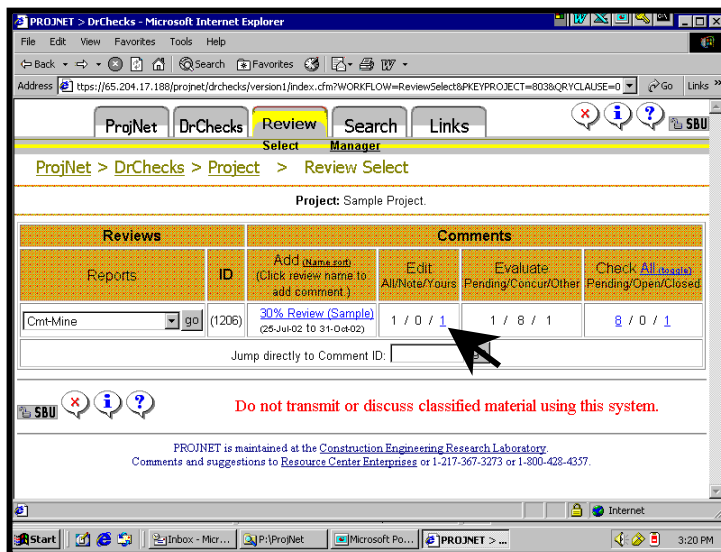 PROJNET > DrChecks - Microsoft Internet Explorer
File Edit View Favorites Tools Help
Back Search Favorites
Address ttps://65.204.17.188/projnet/drchecks/version1/index.cfm?WORKFLOW=ReviewSelect&PKEYPROJECT=803&QRYCLAUSE=0 Go Links »
ProjNet DrChecks Review Search Links
SBU
Select Manager
ProjNet > DrChecks > Project > Review Select
Project: Sample Project.
Reviews Comments
Reports ID Add (Name sort) (Click review name to add comment.) Edit All/Note/Yours Evaluate Pending/Concur/Other Check All (toggle) Pending/Open/Closed
Cmt-Mine go (1206) 30% Review (Sample) 1 / 0 / 1 1 / 8 / 1 8 / 0 / 1
(25-Jul-02 to 31-Oct-02)
Jump directly to Comment ID:
SBU Do not transmit or discuss classified material using this system.
PROJNET is maintained at the Construction Engineering Research Laboratory.
Comments and suggestions to Resource Center Enterprises or 1-217-367-3273 or 1-800-428-4357.
Internet
Start Inbox - Micr... P:\ProjNet Microsoft Po... PROJNET > ... 3:20 PM